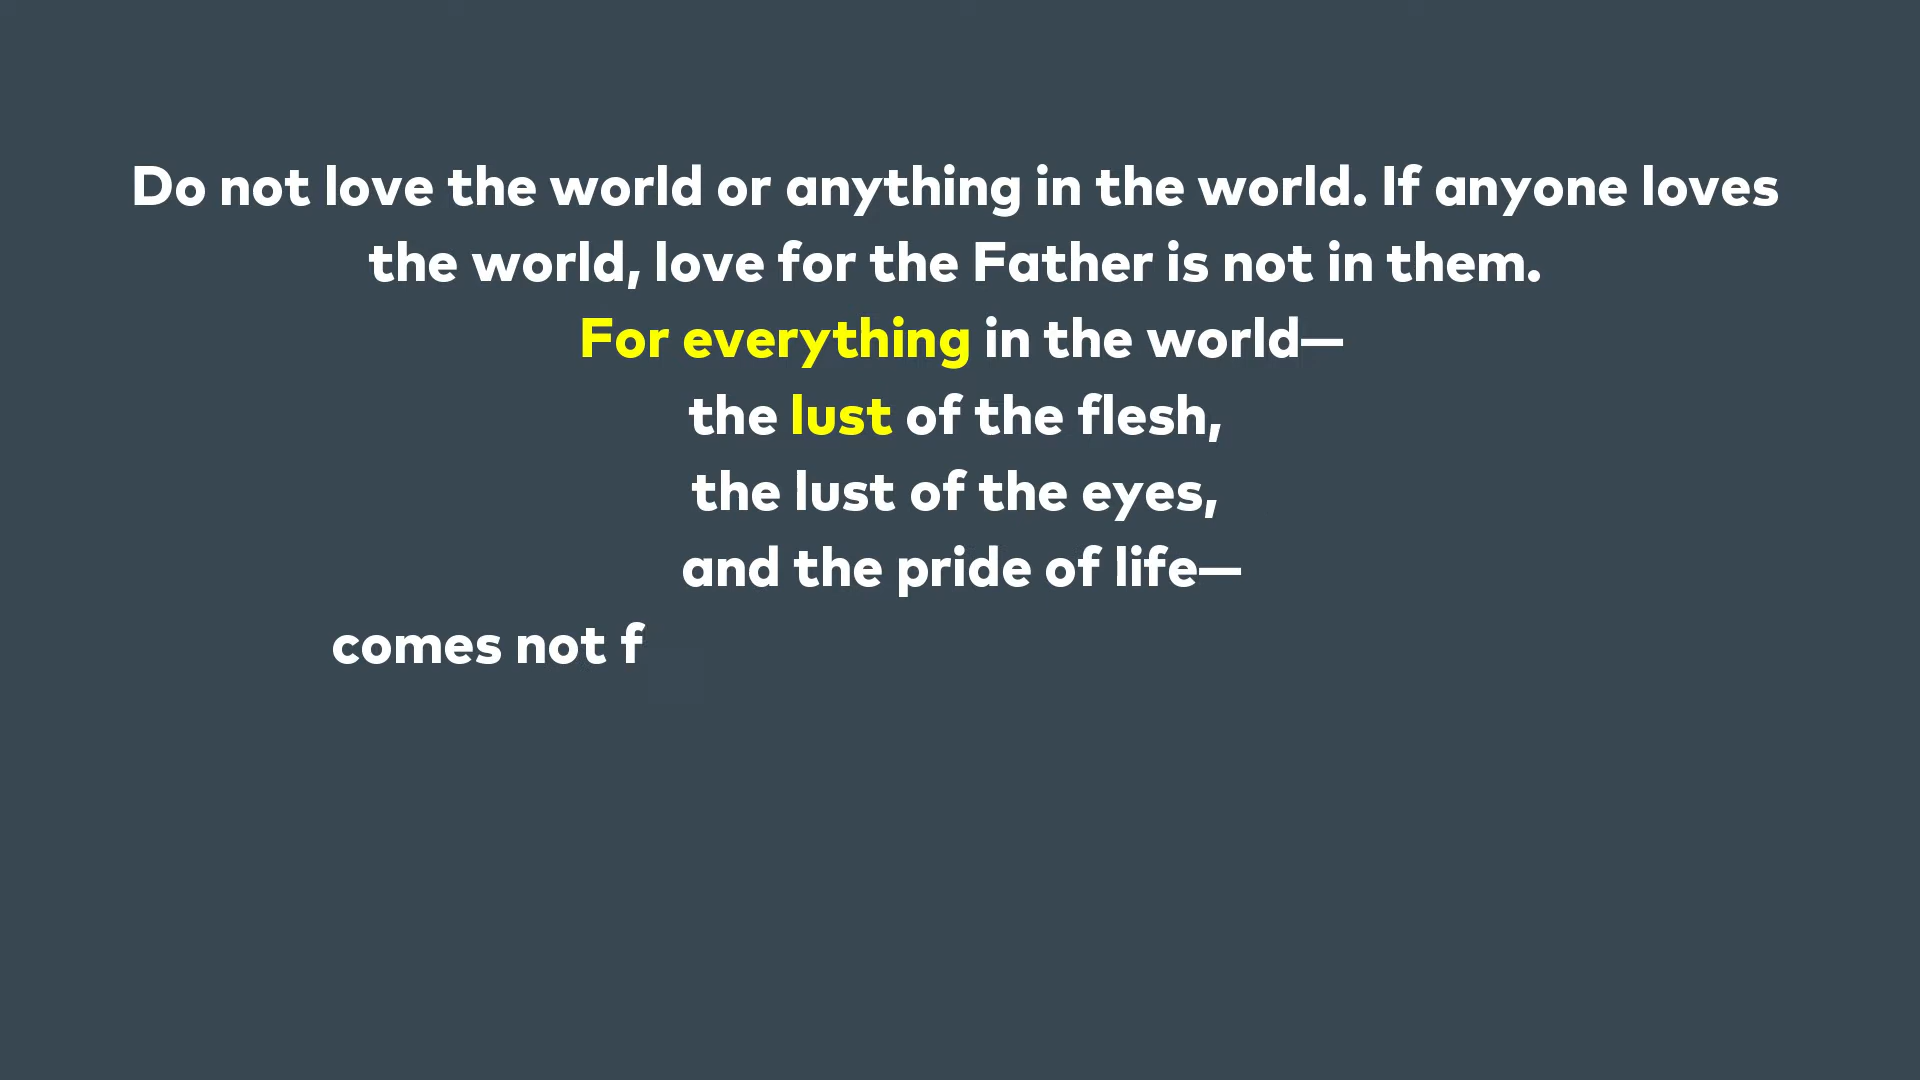 Do not love the world or anything in the world. If anyone loves
the world, love for the Father is not in them.
For everything in the world—
the lust of the flesh,
the lust of the eyes,
and the pride of life—
comes not f